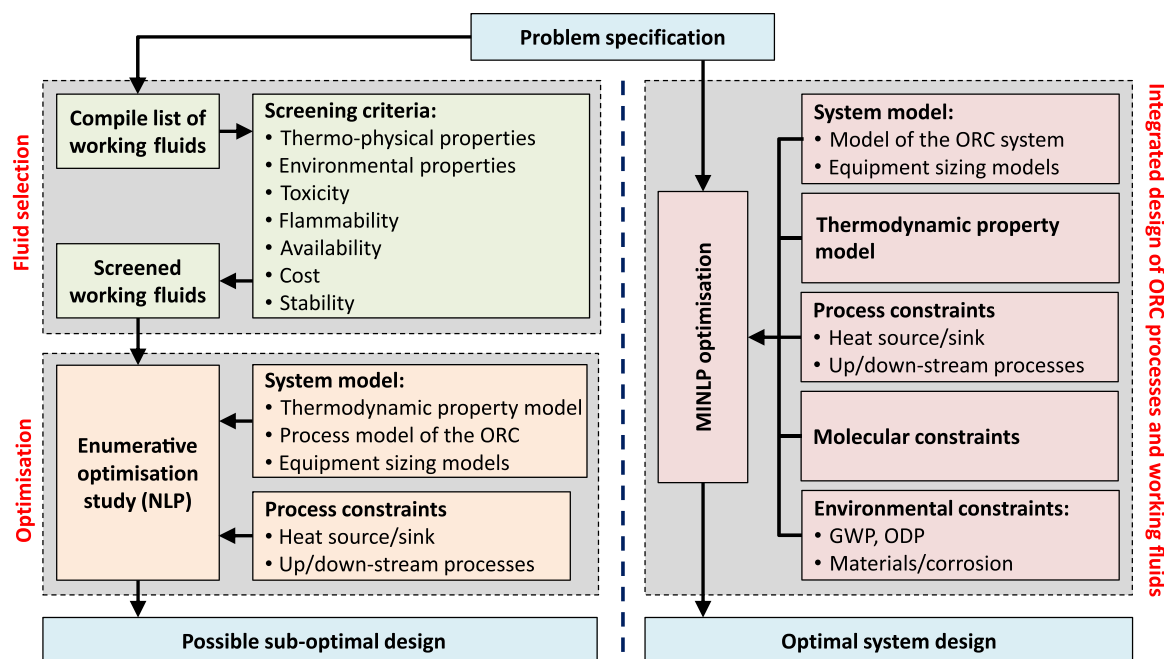 Problem specification
Fluid selection
Compile list of
working fluids
Screening criteria:
• Thermo-physical properties
• Environmental properties
• Toxicity
• Flammability
• Availability
• Cost
• Stability
Screened
working fluids
Optimisation
Enumerative
optimisation
study (NLP)
System model:
• Thermodynamic property model
• Process model of the ORC
• Equipment sizing models
Process constraints
• Heat source/sink
• Up/down-stream processes
Possible sub-optimal design
MINLP optimisation
System model:
• Model of the ORC system
• Equipment sizing models
Thermodynamic property
model
Process constraints
• Heat source/sink
• Up/down-stream processes
Molecular constraints
Environmental constraints:
• GWP, ODP
• Materials/corrosion
Integrated design of ORC processes and working fluids
Optimal system design